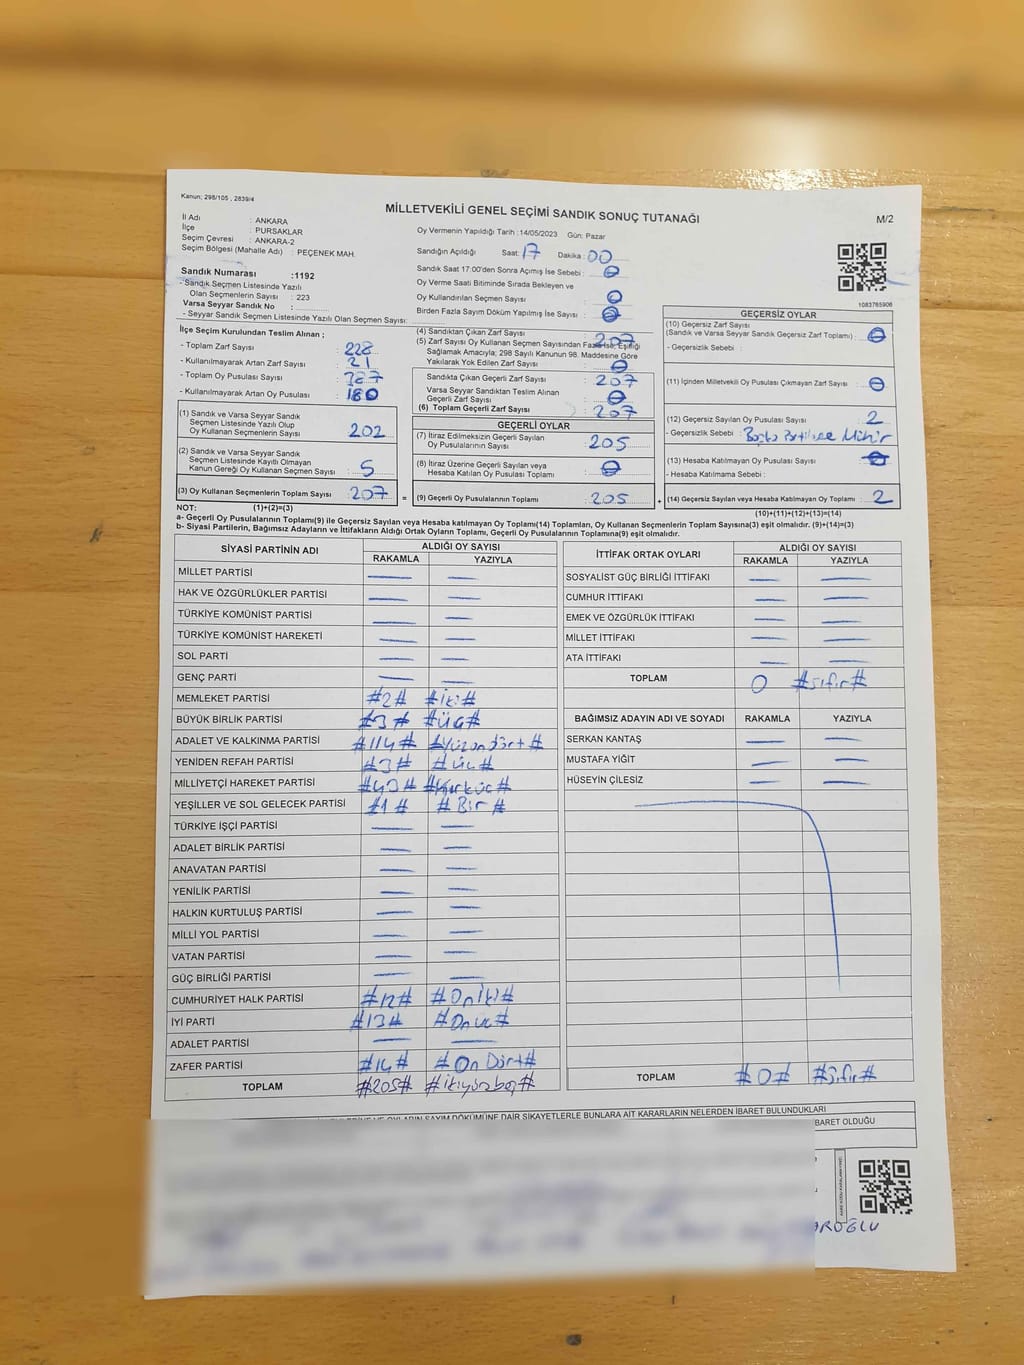 Kanun; 298/105 , 2839/4
MİLLETVEKİLİ GENEL SEÇİMİ SANDIK SONUÇ TUTANAĞI
M/2
İl Adı : ANKARA
İlçe : PURSAKLAR
Seçim Çevresi : ANKARA-2
Seçim Bölgesi (Mahalle Adı) : PEÇENEK MAH.
Sandık Numarası :1192
- Sandık Seçmen Listesinde Yazılı
Olan Seçmenlerin Sayısı : 223
Varsa Seyyar Sandık No :
- Seyyar Sandık Seçmen Listesinde Yazılı Olan Seçmen Sayısı:
İlçe Seçim Kurulundan Teslim Alınan ;
- Toplam Zarf Sayısı 228
- Kullanılmayarak Artan Zarf Sayısı 21
- Toplam Oy Pusulası Sayısı 387
- Kullanılmayarak Artan Oy Pusulası 180
(1) Sandık ve Varsa Seyyar Sandık
Seçmen Listesinde Yazılı Olup
Oy Kullanan Seçmenlerin Sayısı 202
(2) Sandık ve Varsa Seyyar Sandık
Seçmen Listesinde Kayıtlı Olmayan
Kanun Gereği Oy Kullanan Seçmen Sayısı 5
(3) Oy Kullanan Seçmenlerin Toplam Sayısı : 207 =
(1)+(2)=(3)
Oy Vermenin Yapıldığı Tarih :14/05/2023 Gün: Pazar
Sandığın Açıldığı Saat: 17 Dakika : 00
Sandık Saat 17:00'den Sonra Açımış İse Sebebi :
Oy Verme Saati Bitiminde Sırada Bekleyen ve
Oy Kullandırılan Seçmen Sayısı :
Birden Fazla Sayım Döküm Yapılmış İse Sayısı :
(4) Sandıktan Çıkan Zarf Sayısı : 207
(5) Zarf Sayısı Oy Kullanan Seçmen Sayısından Fazla İse, Eşitliği
Sağlamak Amacıyla; 298 Sayılı Kanunun 98. Maddesine Göre
Yakılarak Yok Edilen Zarf Sayısı :
Sandıkta Çıkan Geçerli Zarf Sayısı : 207
Varsa Seyyar Sandıktan Teslim Alınan
Geçerli Zarf Sayısı :
(6) Toplam Geçerli Zarf Sayısı : 207
GEÇERLİ OYLAR
(7) İtiraz Edilmeksizin Geçerli Sayılan
Oy Pusulalarının Sayısı : 205
(8) İtiraz Üzerine Geçerli Sayılan veya
Hesaba Katılan Oy Pusulası Toplamı :
(9) Geçerli Oy Pusulalarının Toplamı : 205 +
1083765906
GEÇERSİZ OYLAR
(10) Geçersiz Zarf Sayısı
(Sandık ve Varsa Seyyar Sandık Geçersiz Zarf Toplamı) :
- Geçersizlik Sebebi :
(11) İçinden Milletvekili Oy Pusulası Çıkmayan Zarf Sayısı :
(12) Geçersiz Sayılan Oy Pusulası Sayısı : 2
- Geçersizlik Sebebi :
(13) Hesaba Katılmayan Oy Pusulası Sayısı :
- Hesaba Katılmama Sebebi :
(14) Geçersiz Sayılan veya Hesaba Katılmayan Oy Toplamı : 2
(10)+(11)+(12)+(13)=(14)
NOT:
a- Geçerli Oy Pusulalarının Toplamı(9) ile Geçersiz Sayılan veya Hesaba katılmayan Oy Toplamı(14) Toplamları, Oy Kullanan Seçmenlerin Toplam Sayısına(3) eşit olmalıdır. (9)+(14)=(3)
b- Siyasi Partilerin, Bağımsız Adayların ve İttifakların Aldığı Ortak Oyların Toplamı, Geçerli Oy Pusulalarının Toplamına(9) eşit olmalıdır.
SİYASİ PARTİNİN ADI ALDIĞI OY SAYISI
RAKAMLA YAZIYLA
MİLLET PARTİSİ
HAK VE ÖZGÜRLÜKLER PARTİSİ
TÜRKİYE KOMÜNİST PARTİSİ
TÜRKİYE KOMÜNİST HAREKETİ
SOL PARTİ
GENÇ PARTİ
MEMLEKET PARTİSİ #2# #iki#
BÜYÜK BİRLİK PARTİSİ #3# #üç#
ADALET VE KALKINMA PARTİSİ #114# #Yüzondört#
YENİDEN REFAH PARTİSİ #3# #üç#
MİLLİYETÇİ HAREKET PARTİSİ #43# #Kırküç#
YEŞİLLER VE SOL GELECEK PARTİSİ #1# #Bir#
TÜRKİYE İŞÇİ PARTİSİ
ADALET BİRLİK PARTİSİ
ANAVATAN PARTİSİ
YENİLİK PARTİSİ
HALKIN KURTULUŞ PARTİSİ
MİLLİ YOL PARTİSİ
VATAN PARTİSİ
GÜÇ BİRLİĞİ PARTİSİ
CUMHURİYET HALK PARTİSİ #12# #Oniki#
İYİ PARTİ #13# #Onüç#
ADALET PARTİSİ
ZAFER PARTİSİ #14# #On Dört#
TOPLAM #205# #ikiyüzbeş#
İTTİFAK ORTAK OYLARI ALDIĞI OY SAYISI
RAKAMLA YAZIYLA
SOSYALİST GÜÇ BİRLİĞİ İTTİFAKI
CUMHUR İTTİFAKI
EMEK VE ÖZGÜRLÜK İTTİFAKI
MİLLET İTTİFAKI
ATA İTTİFAKI
TOPLAM 0 #Sıfır#
BAĞIMSIZ ADAYIN ADI VE SOYADI RAKAMLA YAZIYLA
SERKAN KANTAŞ
MUSTAFA YİĞİT
HÜSEYİN ÇİLESİZ
TOPLAM #0# #Sıfır#
VE OYLARIN SAYIM DÖKÜMÜNE DAİR ŞİKAYETLERLE BUNLARA AİT KARARLARIN NELERDEN İBARET BULUNDUKLARI
BARET OLDUĞU
AROĞLU